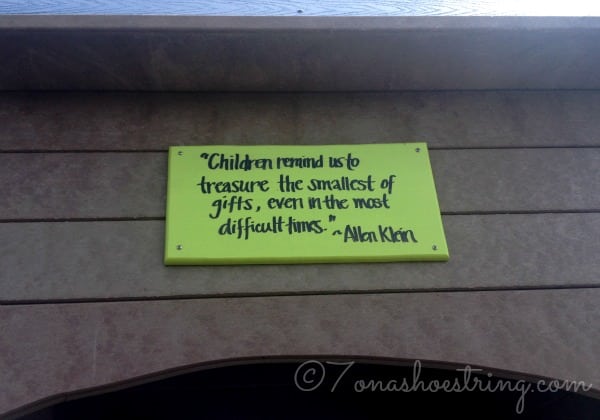 "Children remind us to
treasure the smallest of
gifts, even in the most
difficult times."
~ Allen Klein
©7onashoestring.com